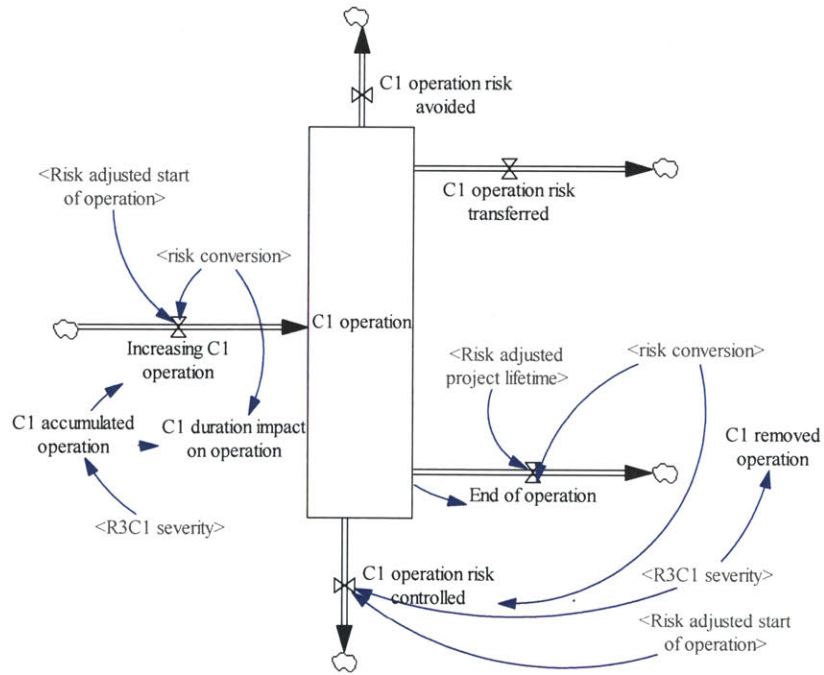 C1 operation risk
avoided
<Risk adjusted start
of operation>
C1 operation risk
transferred
<risk conversion>
C1 operation
Increasing C1
operation
<Risk adjusted
project lifetime>
<risk conversion>
C1 accumulated
operation
C1 duration impact
on operation
C1 removed
operation
End of operation
<R3C1 severity>
C1 operation risk
controlled
<R3C1 severity>
<Risk adjusted start
of operation>